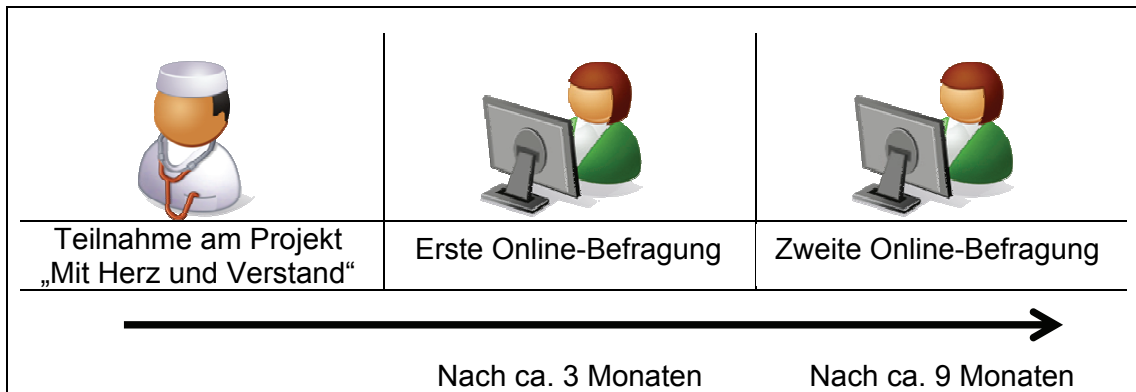 Teilnahme am Projekt
„Mit Herz und Verstand“
Erste Online-Befragung
Zweite Online-Befragung
Nach ca. 3 Monaten
Nach ca. 9 Monaten